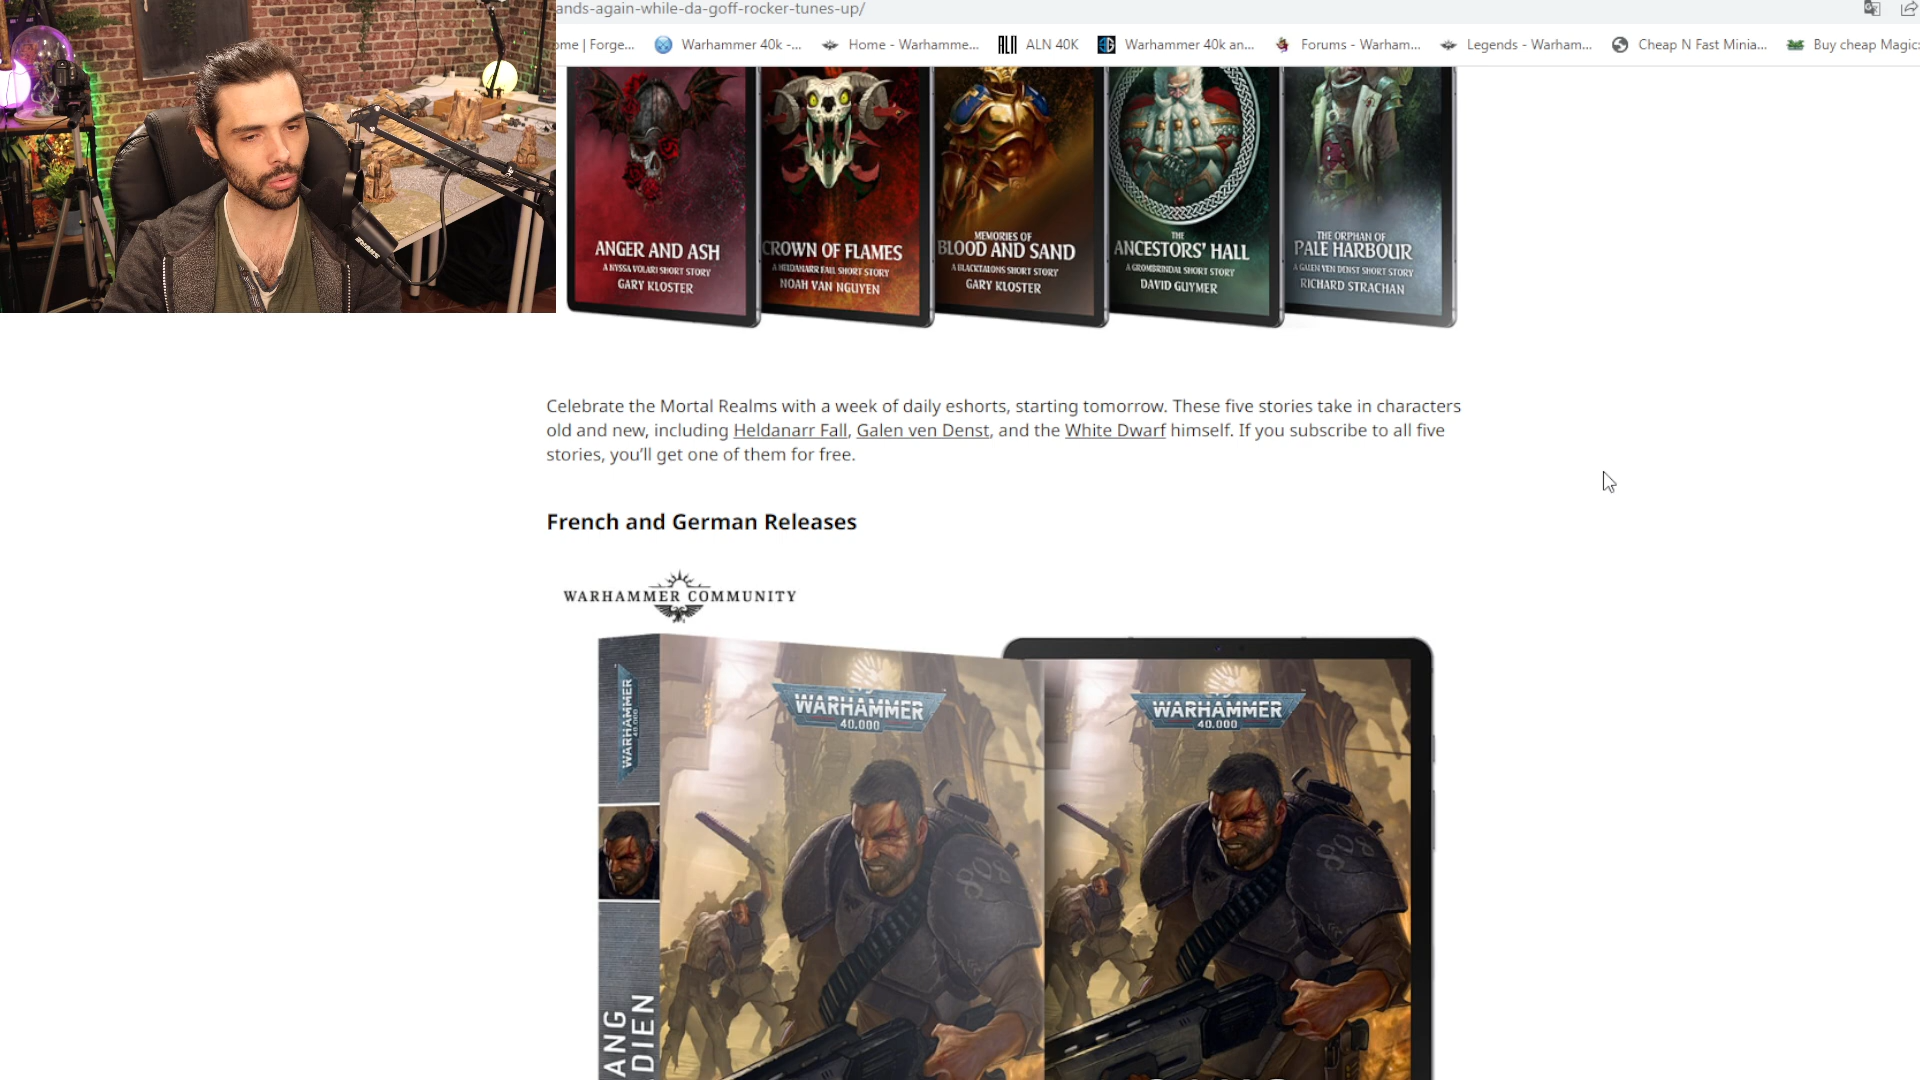 ands-again-while-da-goff-rocker-tunes-up/
ome | Forge... Warhammer 40k -... Home - Warhamme... ALN ALN 40K Warhammer 40k an... Forums - Warham... Legends - Warham... Cheap N Fast Minia... Buy cheap Magic:
ANGER AND ASH
A NYSSA VOLARI SHORT STORY
GARY KLOSTER
CROWN OF FLAMES
A HELDANARR FALL SHORT STORY
NOAH VAN NGUYEN
MEMORIES OF
BLOOD AND SAND
A BLACKTALONS SHORT STORY
GARY KLOSTER
THE
ANCESTORS' HALL
A GROMBRINDAL SHORT STORY
DAVID GUYMER
THE ORPHAN OF
PALE HARBOUR
A GALEN VEN DENST SHORT STORY
RICHARD STRACHAN
Celebrate the Mortal Realms with a week of daily eshorts, starting tomorrow. These five stories take in characters
old and new, including Heldanarr Fall, Galen ven Denst, and the White Dwarf himself. If you subscribe to all five
stories, you'll get one of them for free.
French and German Releases
WARHAMMER COMMUNITY
WARHAMMER
40.000
ANG
DIEN
WARHAMMER
40.000
808
WARHAMMER
40.000
808